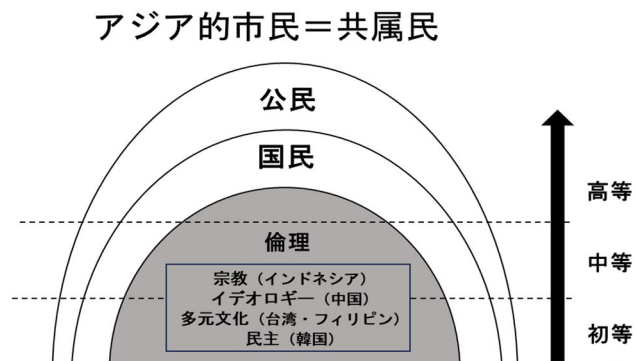 アジア的市民＝共属民
公民
国民
高等
倫理
中等
宗教（インドネシア）
イデオロギー（中国）
多元文化（台湾・フィリピン）
民主（韓国）
初等